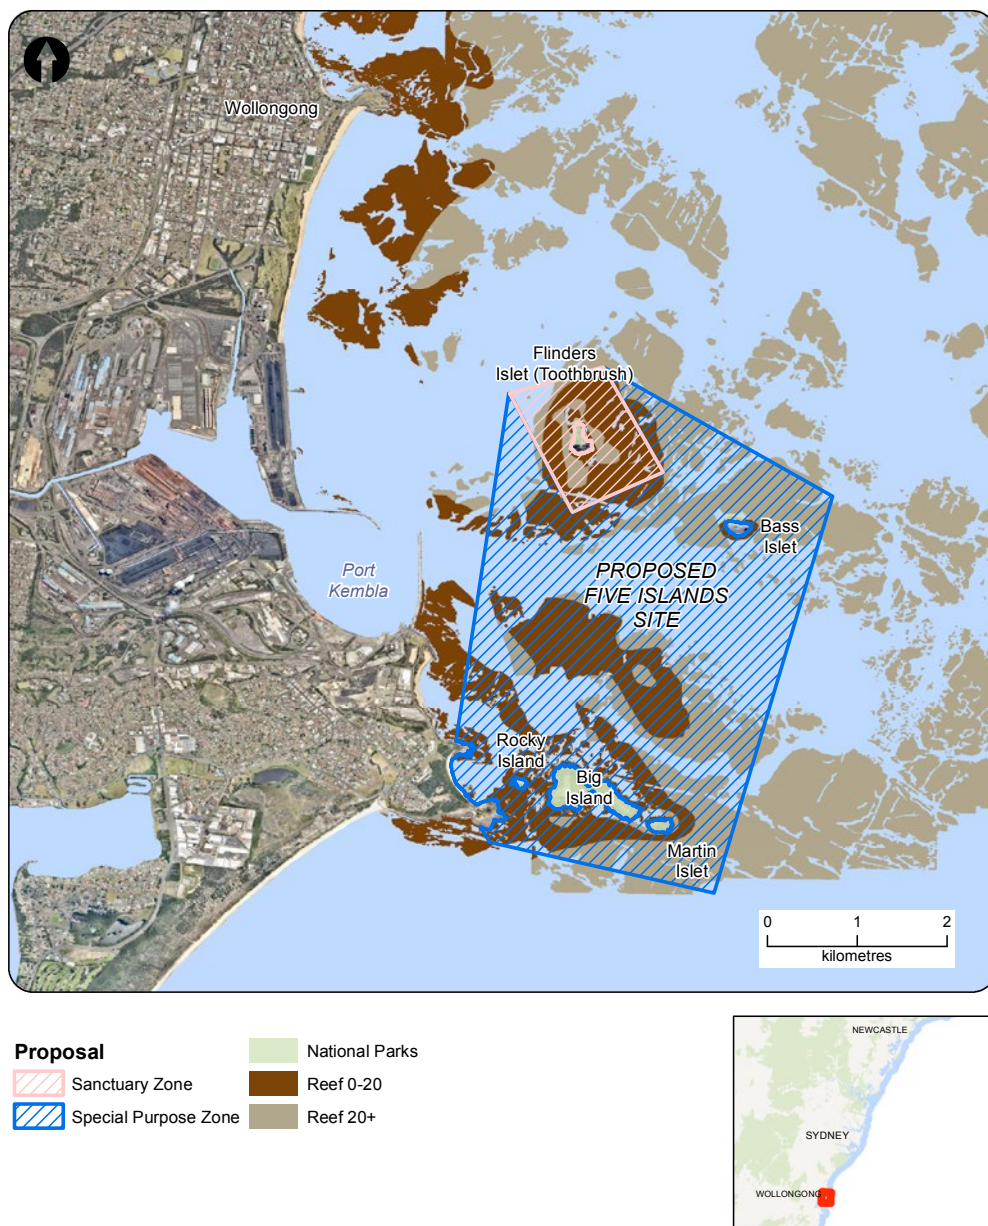 Wollongong
Flinders
Islet (Toothbrush)
Bass
Islet
PROPOSED
FIVE ISLANDS
SITE
Port
Kembla
Rocky
Island
Big
Island
Martin
Islet
0 1 2
kilometres
Proposal
Sanctuary Zone
Special Purpose Zone
National Parks
Reef 0-20
Reef 20+
NEWCASTLE
SYDNEY
WOLLONGONG